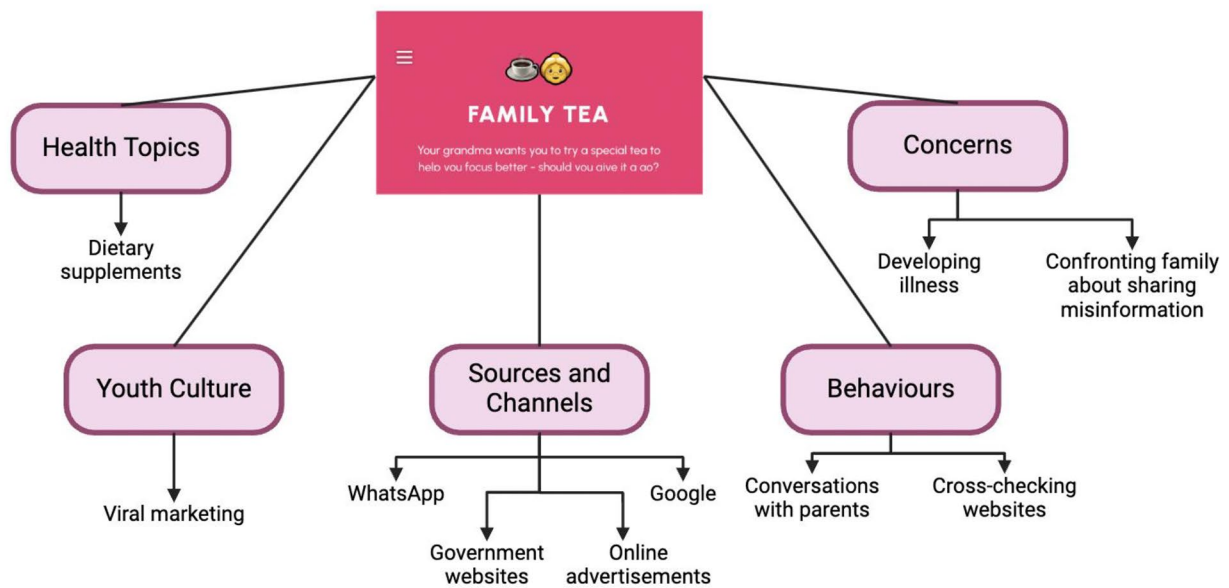 FAMILY TEA
Your grandma wants you to try a special tea to
help you focus better - should you give it a go?
Health Topics
Dietary
supplements
Concerns
Developing
illness
Confronting family
about sharing
misinformation
Youth Culture
Viral marketing
Sources and
Channels
WhatsApp
Google
Government
websites
Online
advertisements
Behaviours
Conversations
with parents
Cross-checking
websites